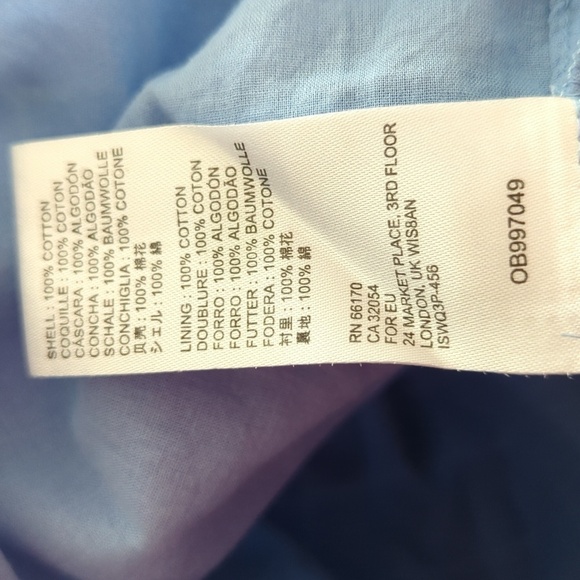 SHELL : 100% COTTON
COQUILLE : 100% COTON
CÁSCARA : 100% ALGODÓN
CONCHA : 100% ALGODÃO
SCHALE : 100% BAUMWOLLE
CONCHIGLIA : 100% COTONE
贝壳 : 100% 棉花
シェル : 100% 綿
LINING : 100% COTTON
DOUBLURE : 100% COTON
FORRO : 100% ALGODÓN
FORRO : 100% ALGODÃO
FUTTER : 100% BAUMWOLLE
FODERA : 100% COTONE
衬里 : 100% 棉花
裏地 : 100% 綿
RN 66170
CA 32054
FOR EU
24 MARKET PLACE, 3RD FLOOR
LONDON, UK WIS8AN
ISWQ3P-456
OB997049